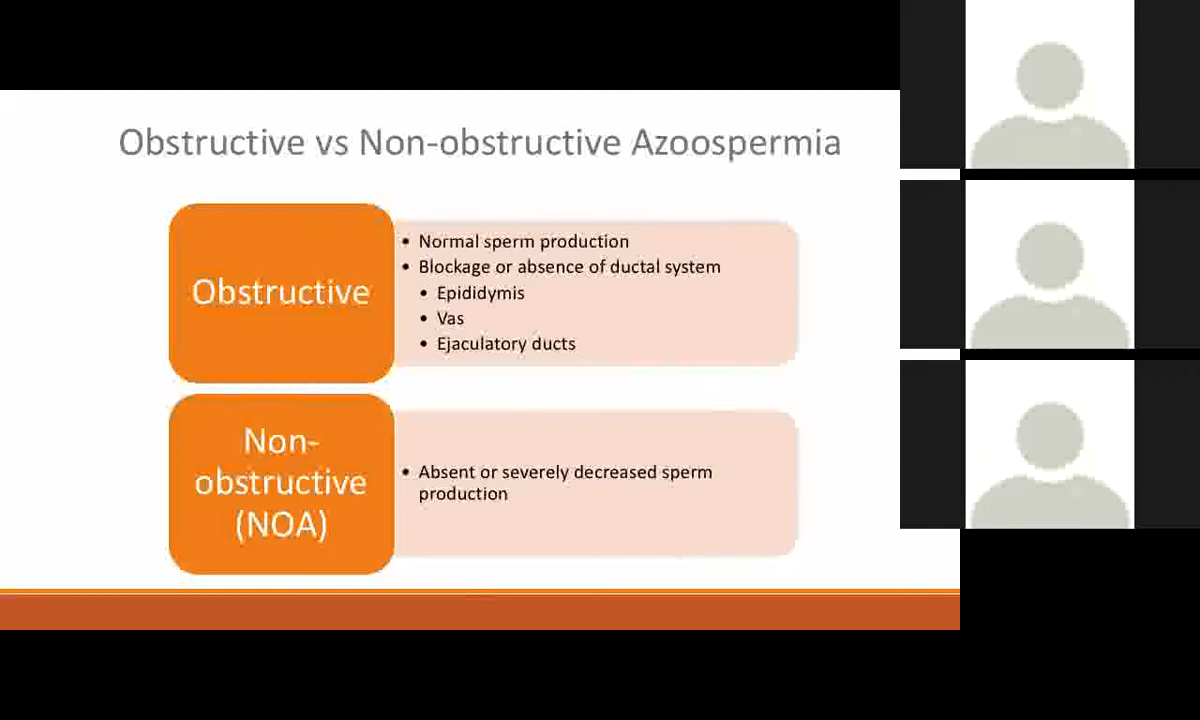 Obstructive vs Non-obstructive Azoospermia
Obstructive
• Normal sperm production
• Blockage or absence of ductal system
• Epididymis
• Vas
• Ejaculatory ducts
Non-
obstructive
(NOA)
• Absent or severely decreased sperm
production